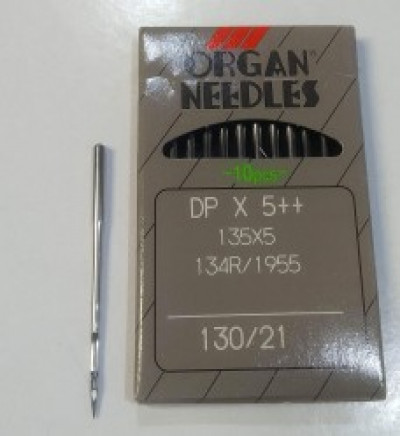 ORGAN®
NEEDLES
-10pcs-
DP X 5++
135X5
134R/1955
130/21